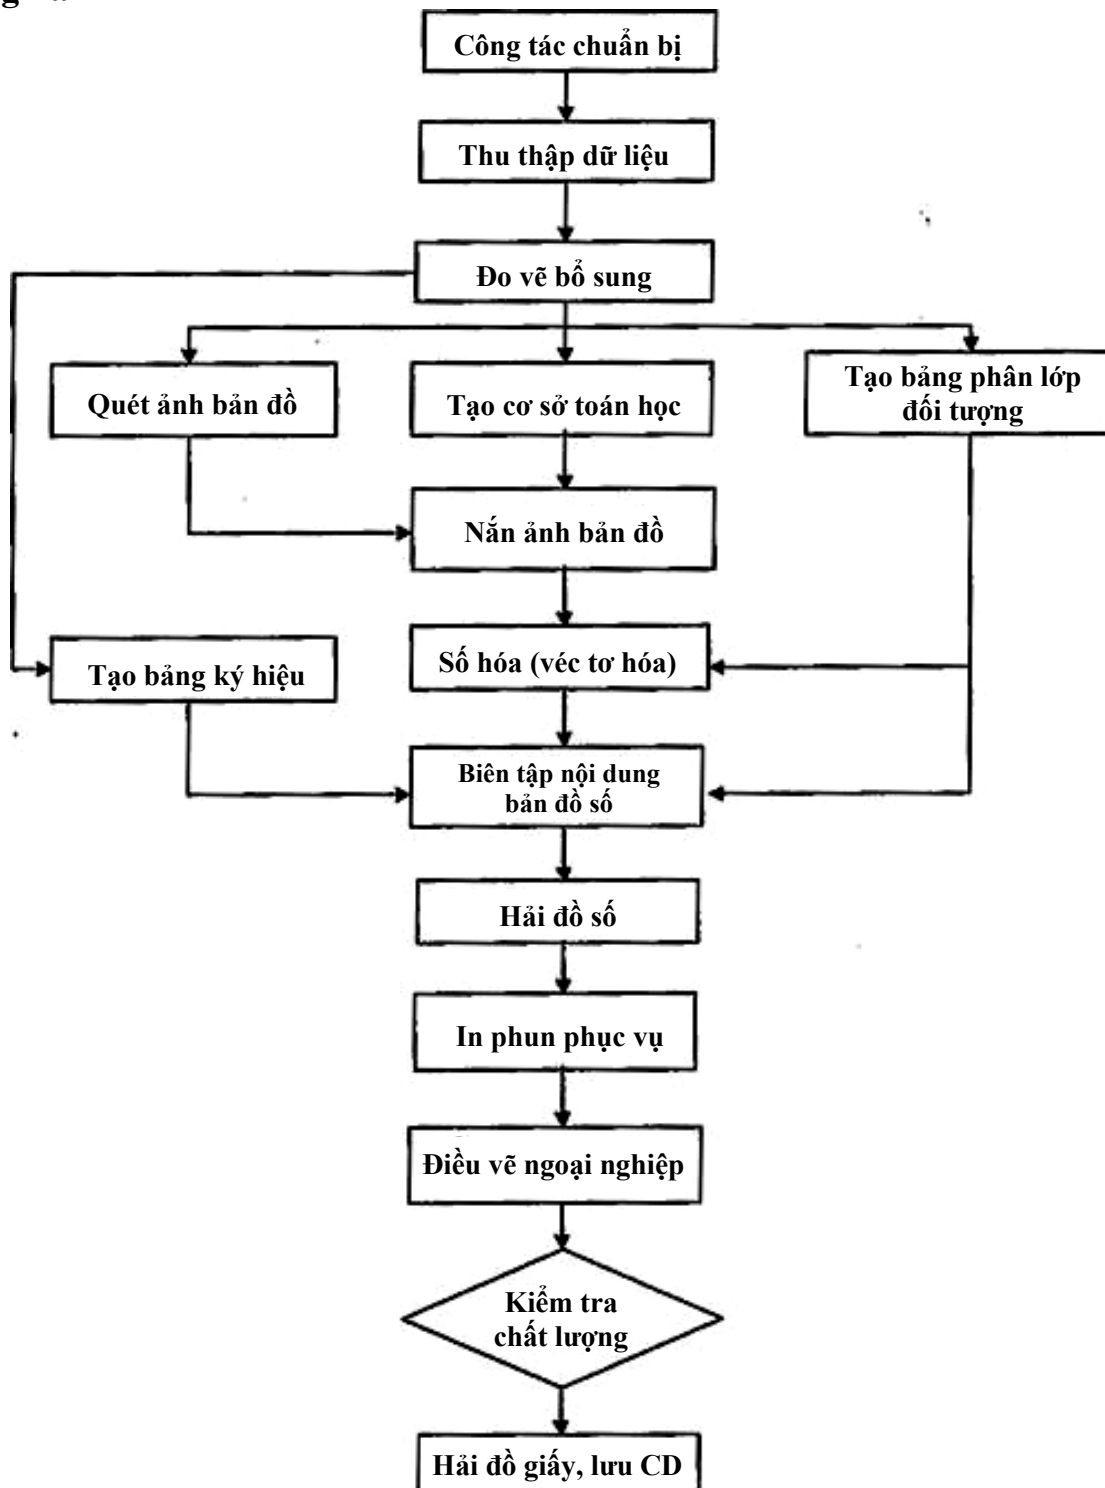 Công tác chuẩn bị
Thu thập dữ liệu
Đo vẽ bổ sung
Quét ảnh bản đồ
Tạo cơ sở toán học
Tạo bảng phân lớp
đối tượng
Nắn ảnh bản đồ
Tạo bảng ký hiệu
Số hóa (véc tơ hóa)
Biên tập nội dung
bản đồ số
Hải đồ số
In phun phục vụ
Điều vẽ ngoại nghiệp
Kiểm tra
chất lượng
Hải đồ giấy, lưu CD